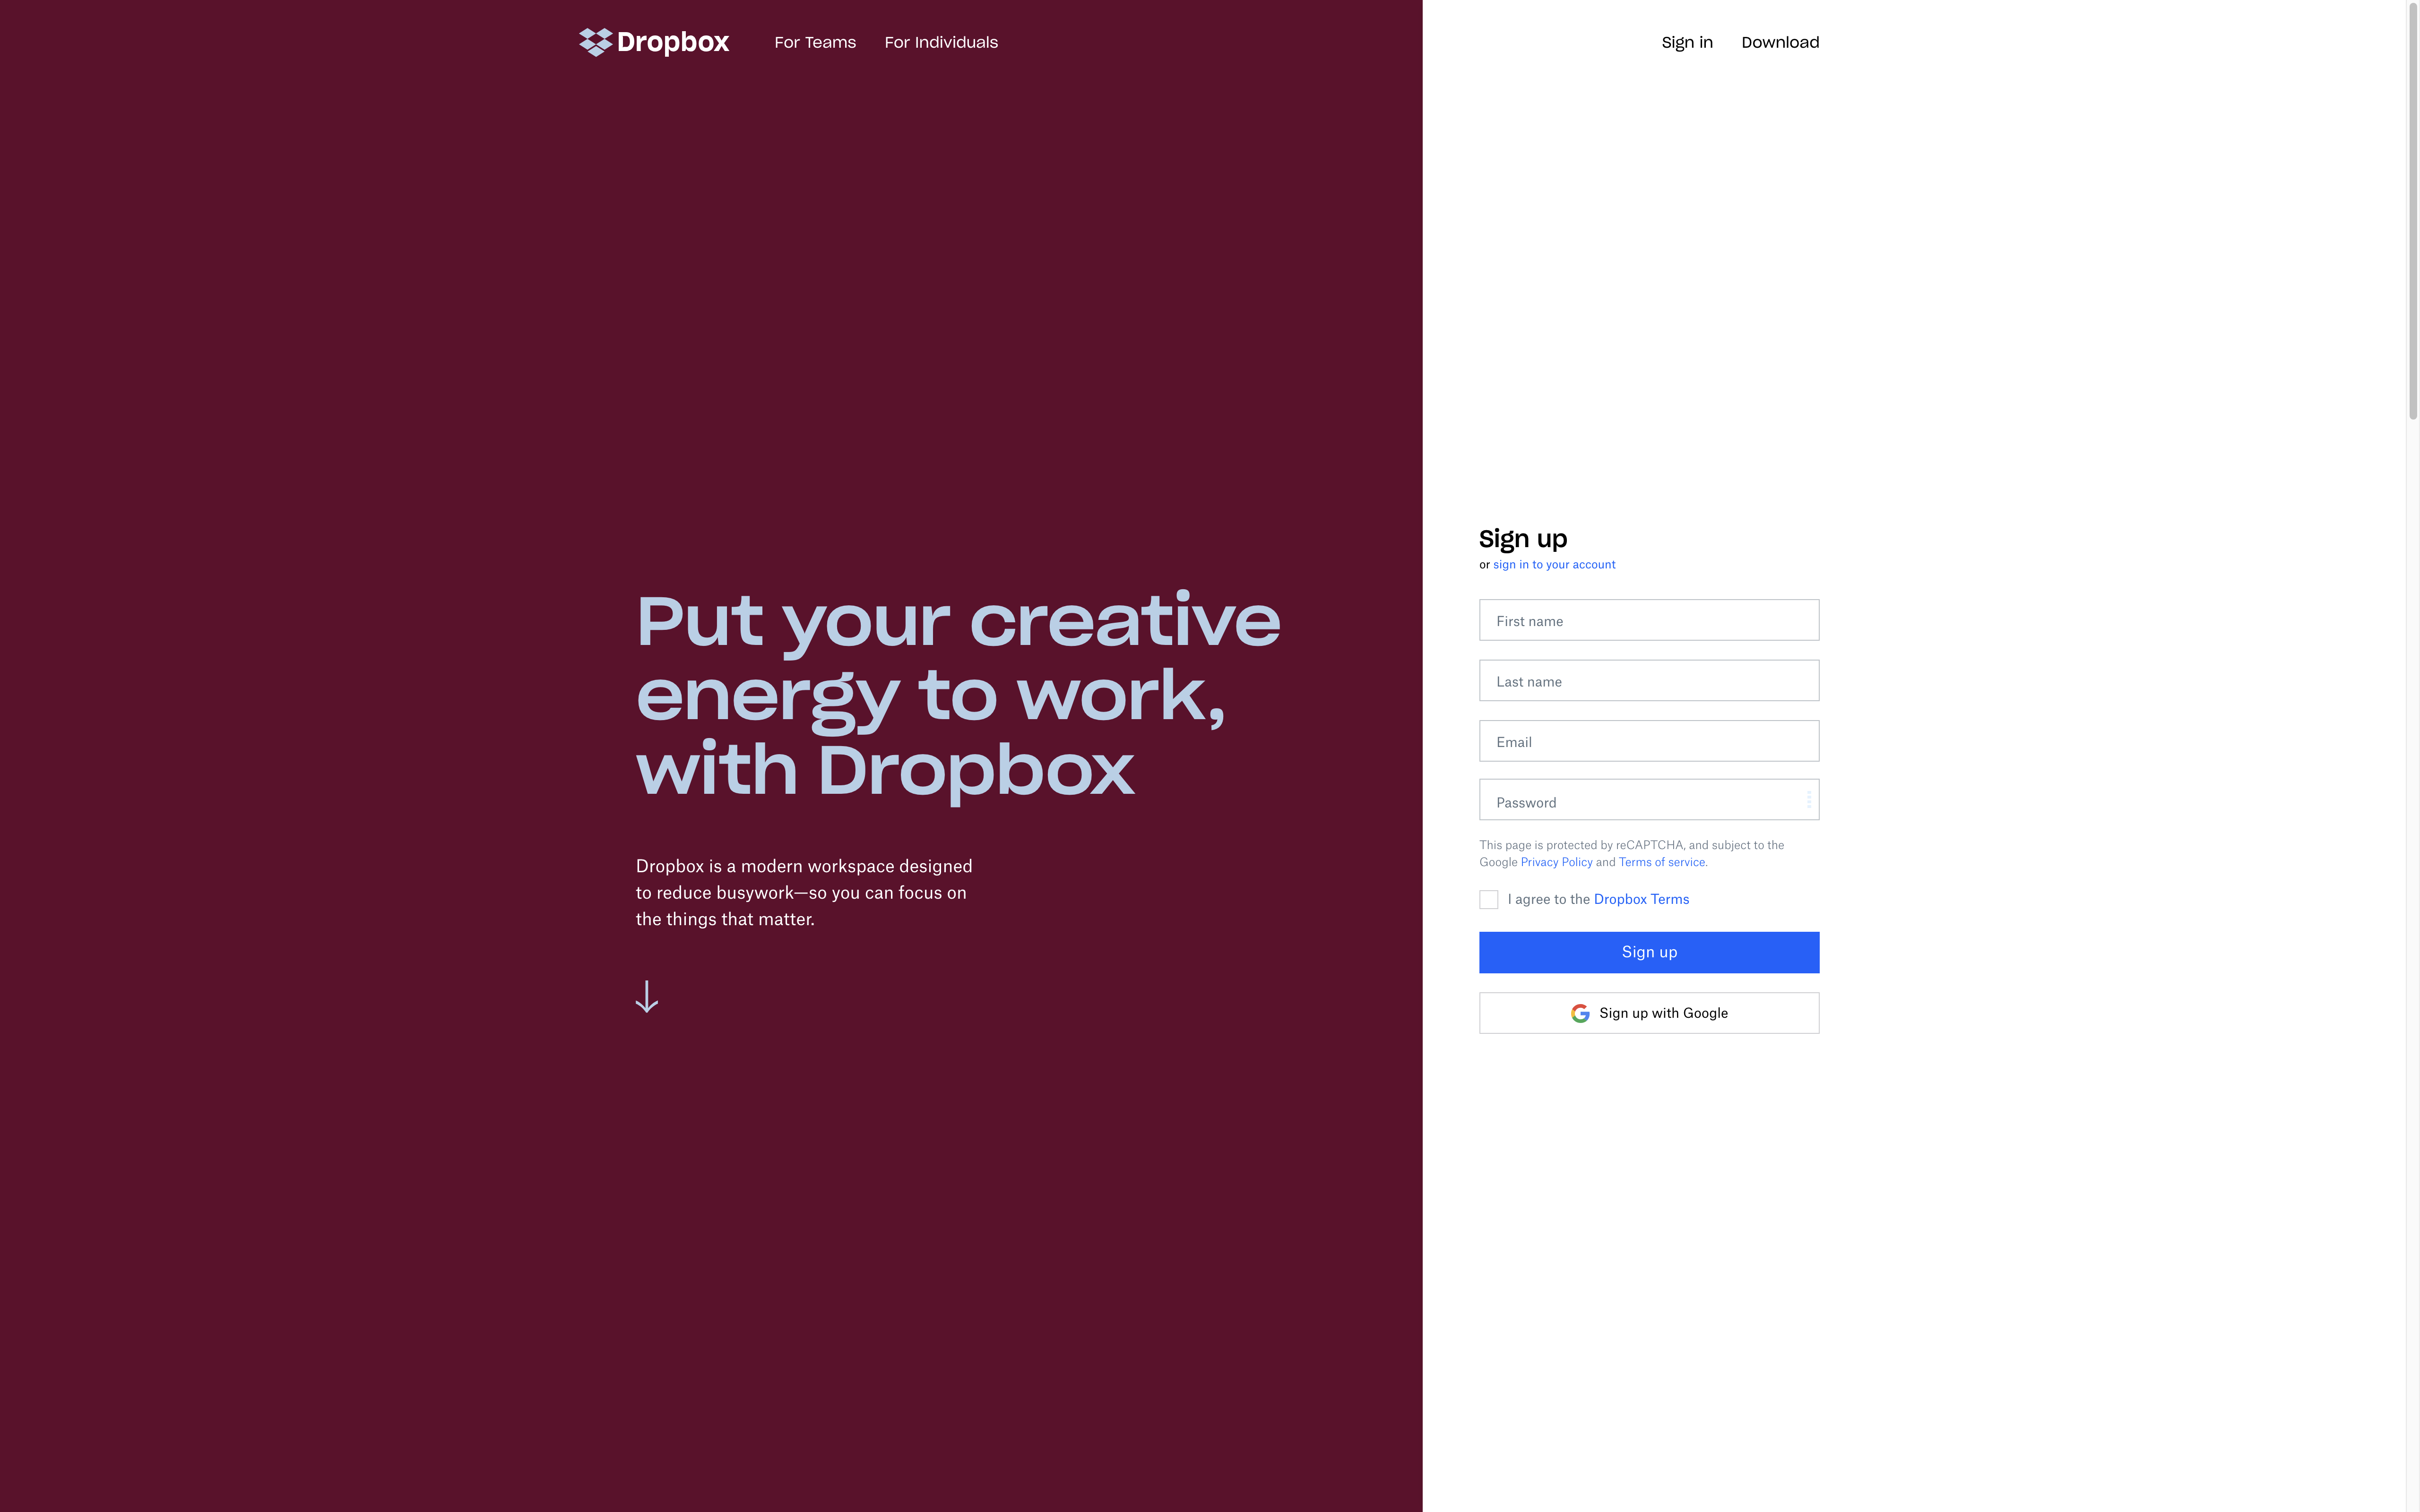 Dropbox
For Teams
For Individuals
Sign in
Download
Put your creative
energy to work,
with Dropbox
Dropbox is a modern workspace designed
to reduce busywork—so you can focus on
the things that matter.
Sign up
or sign in to your account
First name
Last name
Email
Password
This page is protected by reCAPTCHA, and subject to the
Google Privacy Policy and Terms of service.
I agree to the Dropbox Terms
Sign up
Sign up with Google